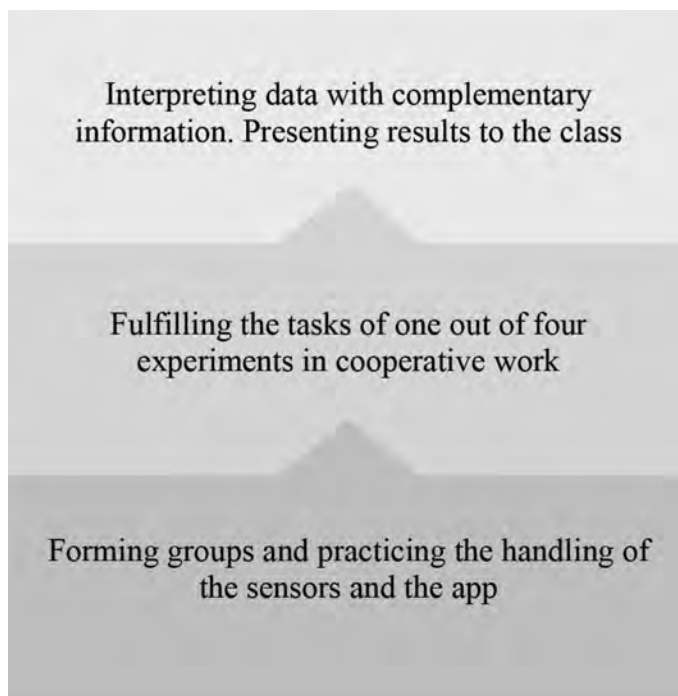 Interpreting data with complementary
information. Presenting results to the class
Fulfilling the tasks of one out of four
experiments in cooperative work
Forming groups and practicing the handling of
the sensors and the app